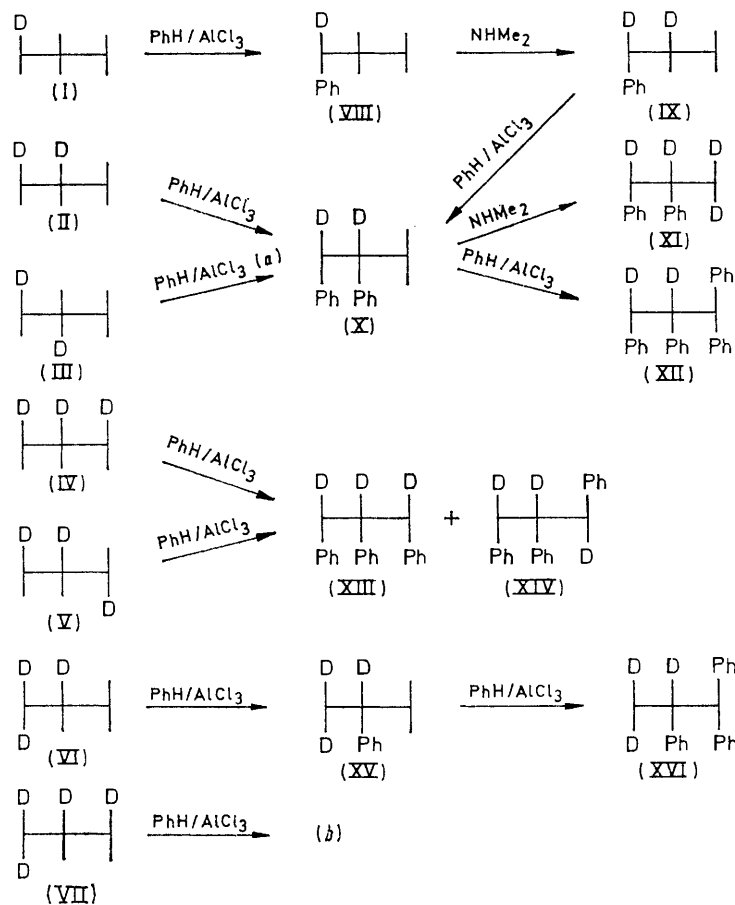 D D D D
PhH/AlCl3 NHMe2
Ph Ph
(I) (VIII) (IX)
D D PhH/AlCl3 D D D
PhH/AlCl3 D D NHMe2 Ph Ph D
(II) (XI)
D PhH/AlCl3 (a) Ph Ph PhH/AlCl3 D D Ph
D (X) Ph Ph Ph
(III) (XII)
D D D
PhH/AlCl3
(IV) D D D + D D Ph
D D PhH/AlCl3 Ph Ph Ph Ph Ph D
D (XIII) (XIV)
(V)
D D D D D D Ph
PhH/AlCl3 PhH/AlCl3
D D Ph D Ph Ph
(VI) (XV) (XVI)
D D D
PhH/AlCl3 (b)
D
(VII)